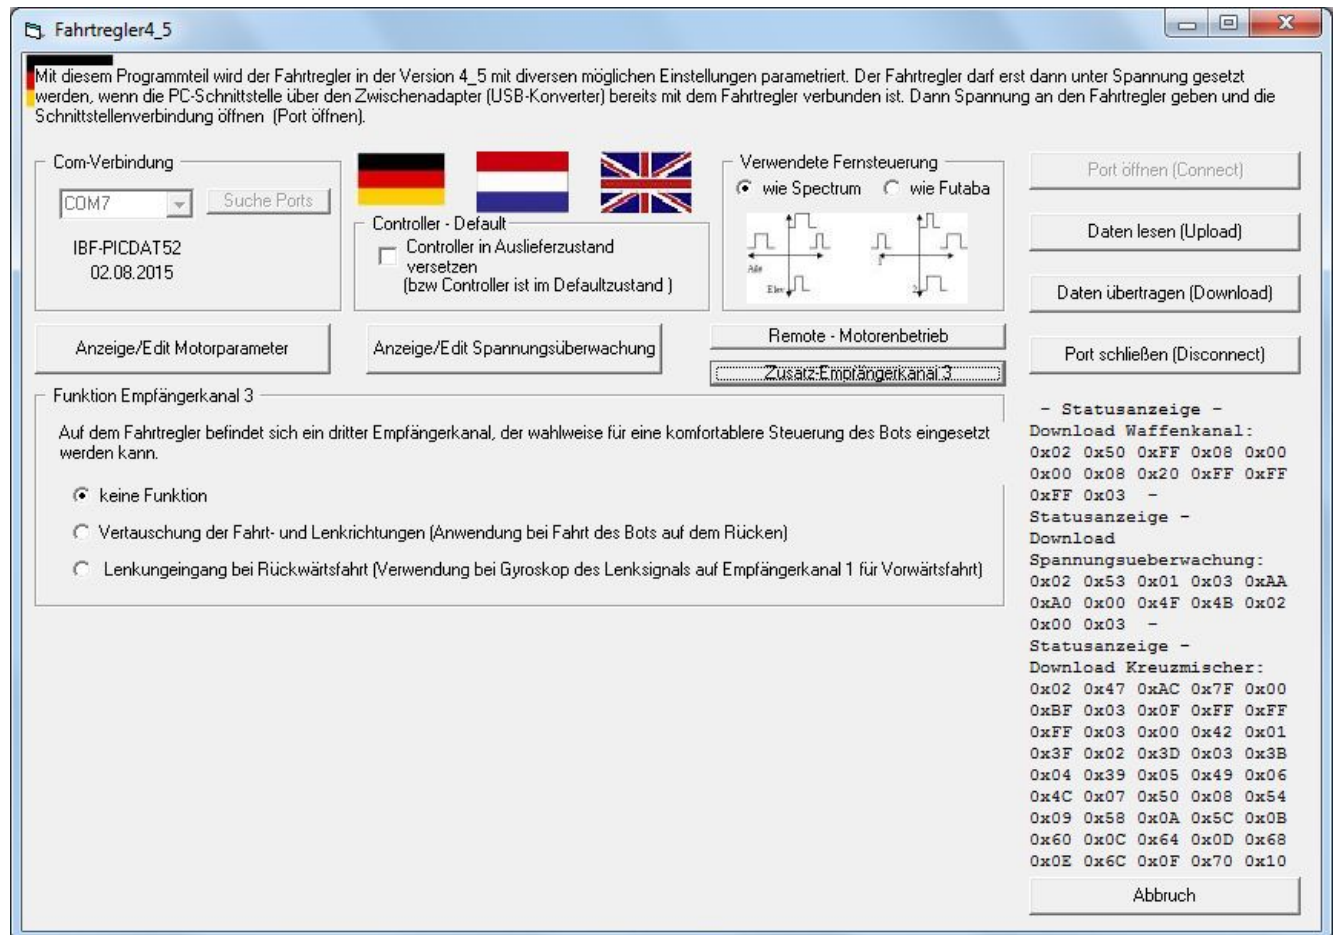 Fahrtregler4_5
Mit diesem Programmteil wird der Fahrtregler in der Version 4_5 mit diversen möglichen Einstellungen parametriert. Der Fahrtregler darf erst dann unter Spannung gesetzt
werden, wenn die PC-Schnittstelle über den Zwischenadapter (USB-Konverter) bereits mit dem Fahrtregler verbunden ist. Dann Spannung an den Fahrtregler geben und die
Schnittstellenverbindung öffnen (Port öffnen).
Com-Verbindung
COM7
Suche Ports
IBF-PICDAT52
02.08.2015
Controller - Default
Controller in Auslieferzustand
versetzen
(bzw Controller ist im Defaultzustand )
Verwendete Fernsteuerung
wie Spectrum
wie Futaba
Aile
Elev
1
2
Port öffnen (Connect)
Daten lesen (Upload)
Daten übertragen (Download)
Port schließen (Disconnect)
Anzeige/Edit Motorparameter
Anzeige/Edit Spannungsüberwachung
Remote - Motorenbetrieb
Zusatz-Empfängerkanal 3
Funktion Empfängerkanal 3
Auf dem Fahrtregler befindet sich ein dritter Empfängerkanal, der wahlweise für eine komfortablere Steuerung des Bots eingesetzt
werden kann.
keine Funktion
Vertauschung der Fahrt- und Lenkrichtungen (Anwendung bei Fahrt des Bots auf dem Rücken)
Lenkungeingang bei Rückwärtsfahrt (Verwendung bei Gyroskop des Lenksignals auf Empfängerkanal 1 für Vorwärtsfahrt)
- Statusanzeige -
Download Waffenkanal:
0x02 0x50 0xFF 0x08 0x00
0x00 0x08 0x20 0xFF 0xFF
0xFF 0x03 -
Statusanzeige -
Download
Spannungsueberwachung:
0x02 0x53 0x01 0x03 0xAA
0xA0 0x00 0x4F 0x4B 0x02
0x00 0x03 -
Statusanzeige -
Download Kreuzmischer:
0x02 0x47 0xAC 0x7F 0x00
0xBF 0x03 0x0F 0xFF 0xFF
0xFF 0x03 0x00 0x42 0x01
0x3F 0x02 0x3D 0x03 0x3B
0x04 0x39 0x05 0x49 0x06
0x4C 0x07 0x50 0x08 0x54
0x09 0x58 0x0A 0x5C 0x0B
0x60 0x0C 0x64 0x0D 0x68
0x0E 0x6C 0x0F 0x70 0x10
Abbruch